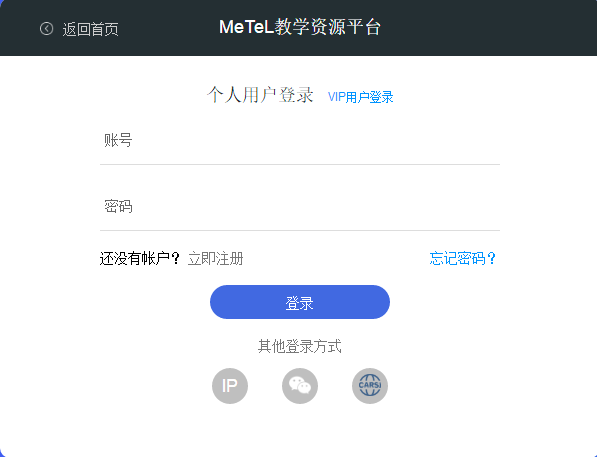 返回首页 MeTeL教学资源平台
个人用户登录 VIP用户登录
账号
密码
还没有帐户? 立即注册 忘记密码?
登录
其他登录方式
IP CARSI